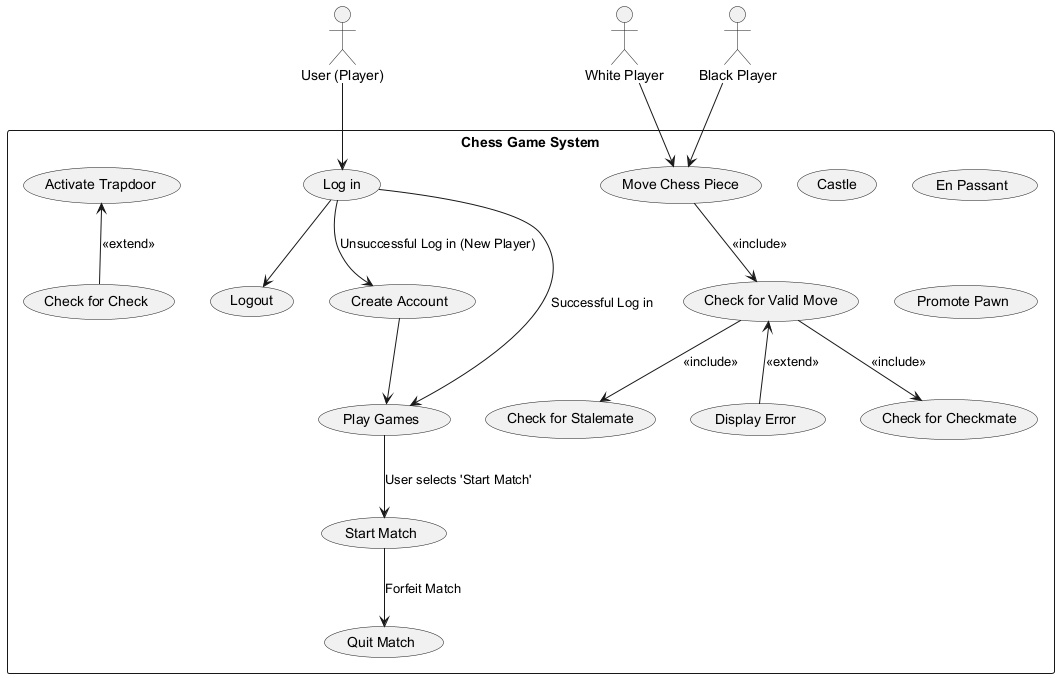 User (Player)
White Player
Black Player
Chess Game System
Activate Trapdoor
Log in
Move Chess Piece
Castle
En Passant
«extend»
Unsuccessful Log in (New Player)
«include»
Check for Check
Logout
Create Account
Successful Log in
Check for Valid Move
Promote Pawn
«include»
«extend»
«include»
Play Games
Check for Stalemate
Display Error
Check for Checkmate
User selects 'Start Match'
Start Match
Forfeit Match
Quit Match